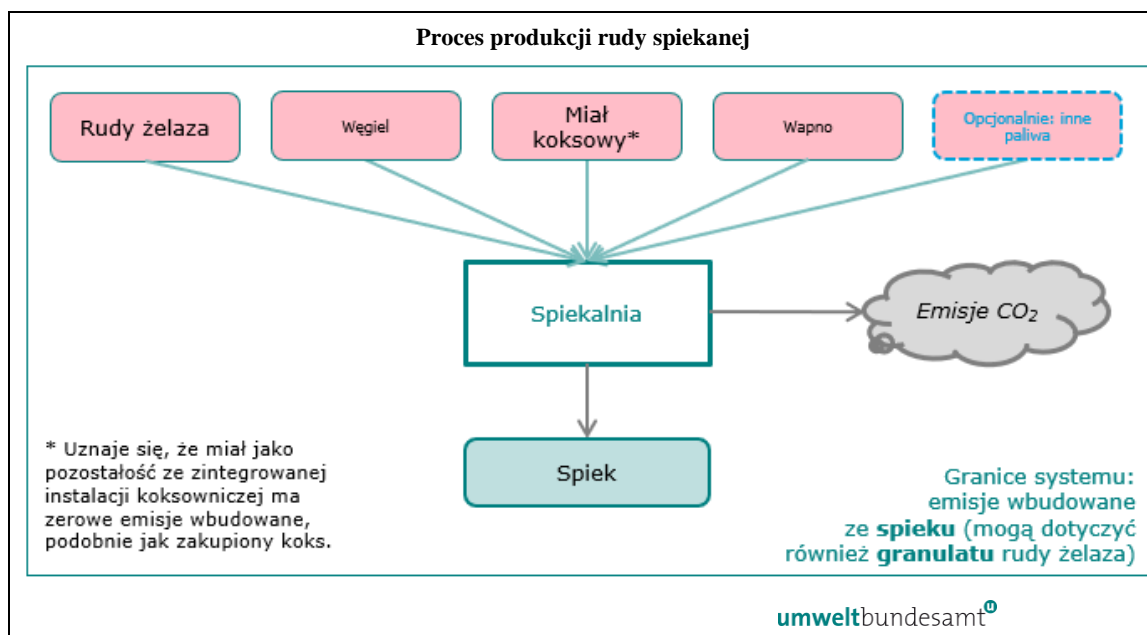 Proces produkcji rudy spiekanej
Rudy żelaza
Węgiel
Miał
koksowy*
Wapno
Opcjonalnie: inne
paliwa
Spiekalnia
Emisje CO₂
Spiek
* Uznaje się, że miał jako
pozostałość ze zintegrowanej
instalacji koksowniczej ma
zerowe emisje wbudowane,
podobnie jak zakupiony koks.
Granice systemu:
emisje wbudowane
ze spieku (mogą dotyczyć
również granulatu rudy żelaza)
umweltbundesamt ᵘ